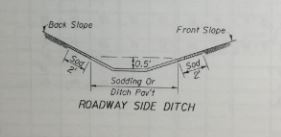 Back Slope
Front Slope
0.5'
Sod
2'
Sod
2'
Sodding Or
Ditch Pav't
ROADWAY SIDE DITCH